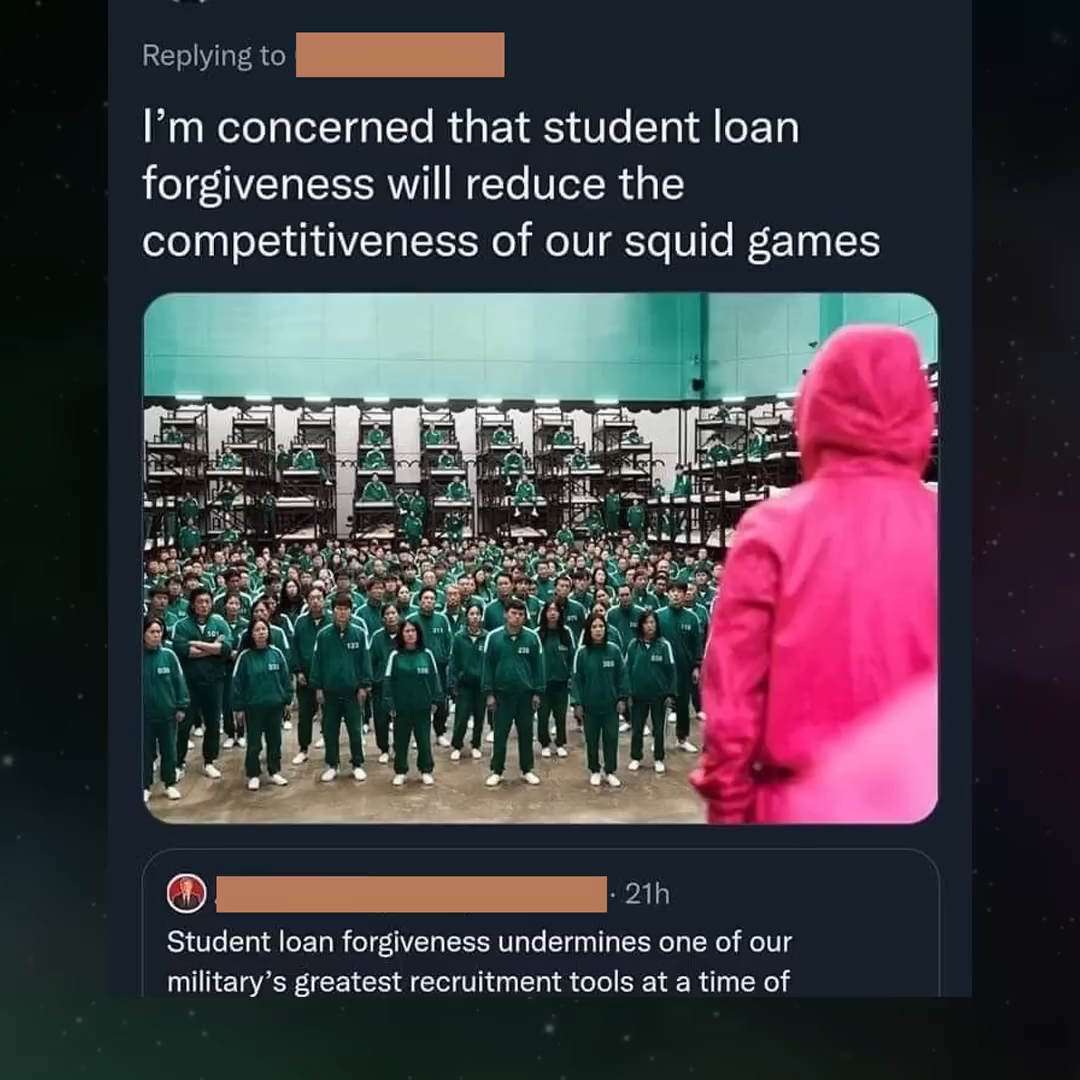 Replying to
I'm concerned that student loan
forgiveness will reduce the
competitiveness of our squid games
· 21h
Student loan forgiveness undermines one of our
military's greatest recruitment tools at a time of